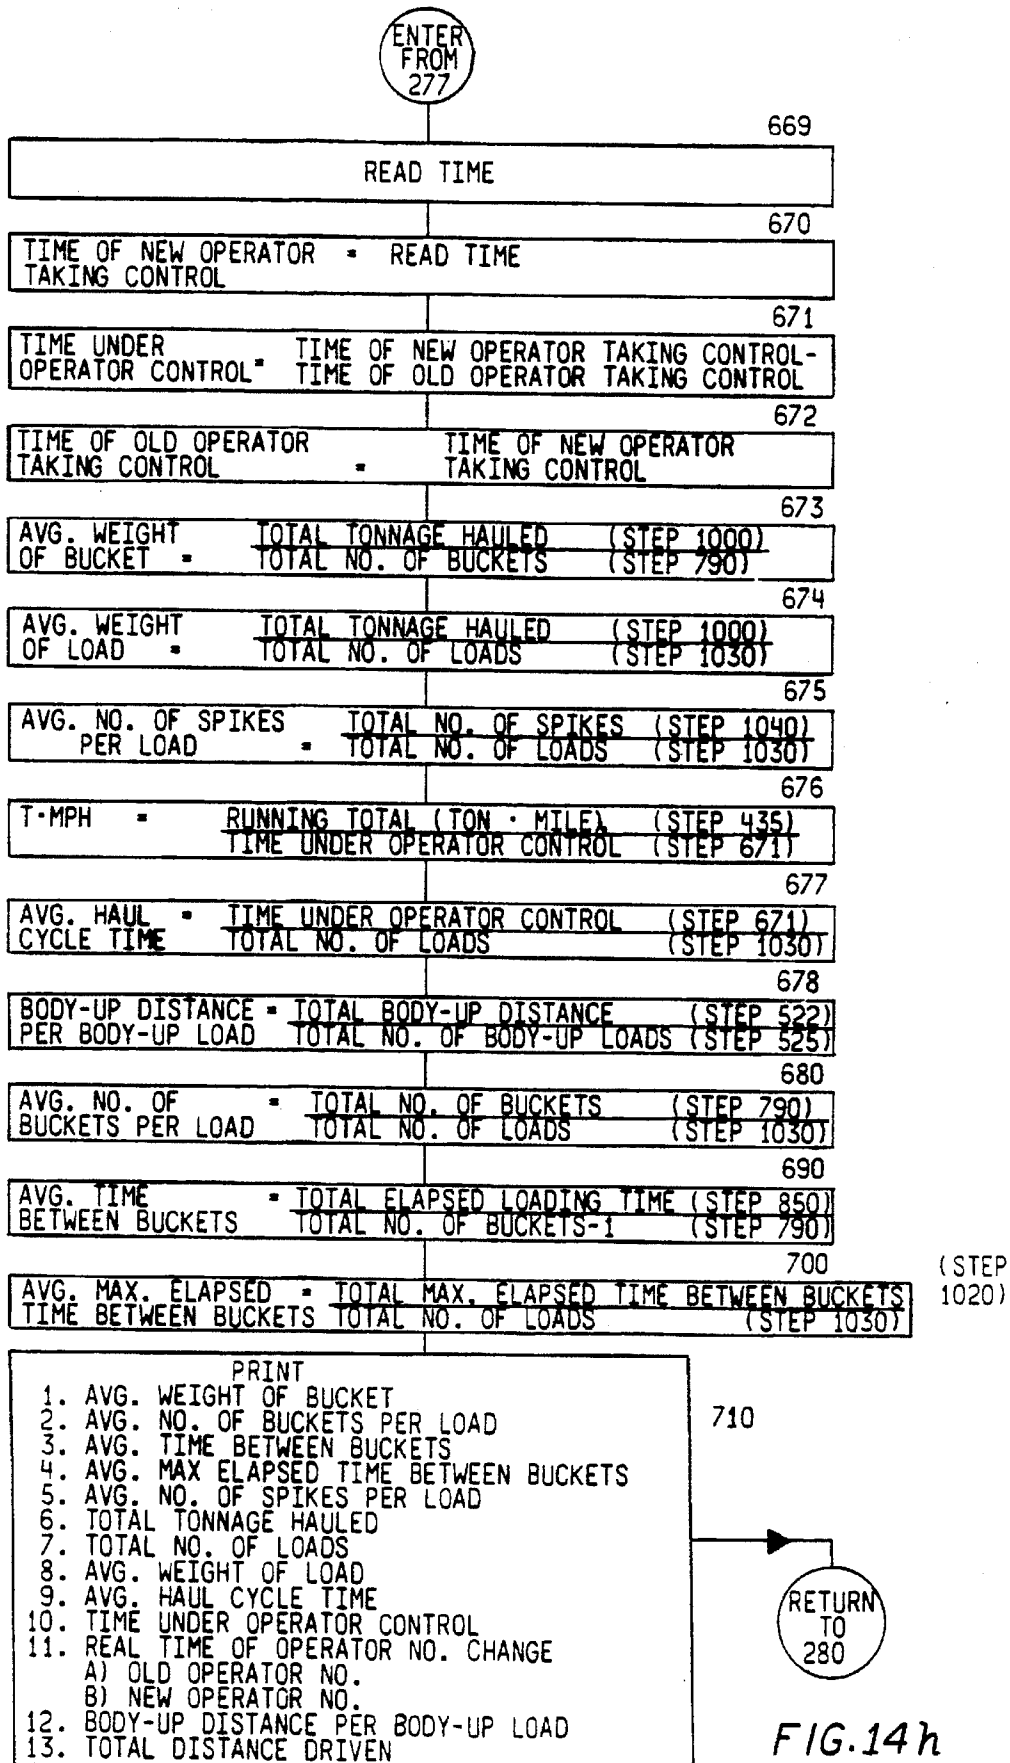 ENTER
FROM
277
669
READ TIME
670
TIME OF NEW OPERATOR = READ TIME
TAKING CONTROL
671
TIME UNDER TIME OF NEW OPERATOR TAKING CONTROL-
OPERATOR CONTROL= TIME OF OLD OPERATOR TAKING CONTROL
672
TIME OF OLD OPERATOR TIME OF NEW OPERATOR
TAKING CONTROL = TAKING CONTROL
673
AVG. WEIGHT TOTAL TONNAGE HAULED (STEP 1000)
OF BUCKET = TOTAL NO. OF BUCKETS (STEP 790)
674
AVG. WEIGHT TOTAL TONNAGE HAULED (STEP 1000)
OF LOAD = TOTAL NO. OF LOADS (STEP 1030)
675
AVG. NO. OF SPIKES TOTAL NO. OF SPIKES (STEP 1040)
PER LOAD = TOTAL NO. OF LOADS (STEP 1030)
676
T·MPH = RUNNING TOTAL (TON · MILE) (STEP 435)
TIME UNDER OPERATOR CONTROL (STEP 671)
677
AVG. HAUL = TIME UNDER OPERATOR CONTROL (STEP 671)
CYCLE TIME TOTAL NO. OF LOADS (STEP 1030)
678
BODY-UP DISTANCE = TOTAL BODY-UP DISTANCE (STEP 522)
PER BODY-UP LOAD TOTAL NO. OF BODY-UP LOADS (STEP 525)
680
AVG. NO. OF = TOTAL NO. OF BUCKETS (STEP 790)
BUCKETS PER LOAD TOTAL NO. OF LOADS (STEP 1030)
690
AVG. TIME = TOTAL ELAPSED LOADING TIME (STEP 850)
BETWEEN BUCKETS TOTAL NO. OF BUCKETS-1 (STEP 790)
700 (STEP
AVG. MAX. ELAPSED = TOTAL MAX. ELAPSED TIME BETWEEN BUCKETS 1020)
TIME BETWEEN BUCKETS TOTAL NO. OF LOADS (STEP 1030)
PRINT
1. AVG. WEIGHT OF BUCKET
2. AVG. NO. OF BUCKETS PER LOAD
3. AVG. TIME BETWEEN BUCKETS
4. AVG. MAX ELAPSED TIME BETWEEN BUCKETS
5. AVG. NO. OF SPIKES PER LOAD
6. TOTAL TONNAGE HAULED
7. TOTAL NO. OF LOADS
8. AVG. WEIGHT OF LOAD
9. AVG. HAUL CYCLE TIME
10. TIME UNDER OPERATOR CONTROL
11. REAL TIME OF OPERATOR NO. CHANGE
A) OLD OPERATOR NO.
B) NEW OPERATOR NO.
12. BODY-UP DISTANCE PER BODY-UP LOAD
13. TOTAL DISTANCE DRIVEN
710
RETURN
TO
280
FIG.14h